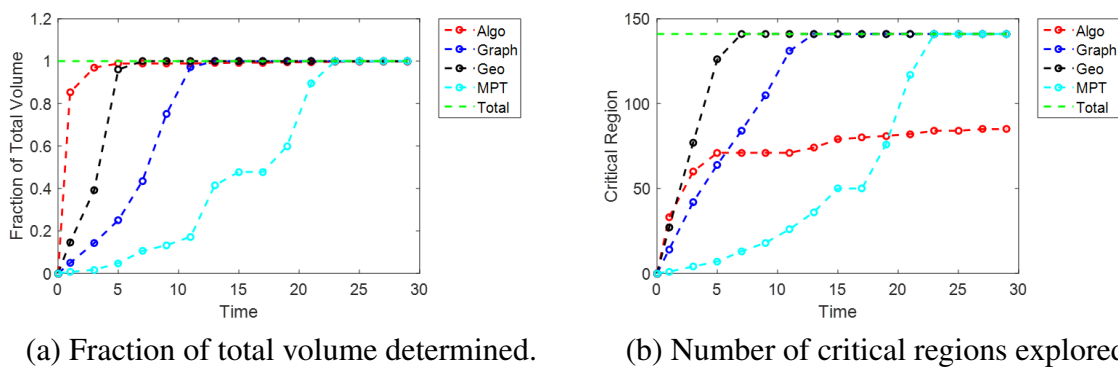 1.2
1
0.8
0.6
0.4
0.2
0
0 5 10 15 20 25 30
Fraction of Total Volume
Time
Algo
Graph
Geo
MPT
Total
(a) Fraction of total volume determined.
150
100
50
0
0 5 10 15 20 25 30
Critical Region
Time
Algo
Graph
Geo
MPT
Total
(b) Number of critical regions explored